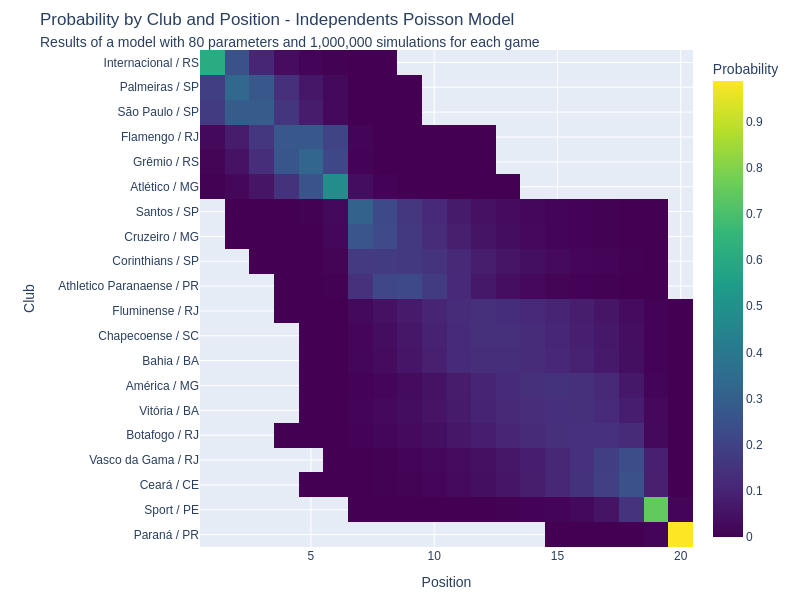 Probability by Club and Position - Independents Poisson Model
Results of a model with 80 parameters and 1,000,000 simulations for each game
Probability
Internacional / RS
Palmeiras / SP
São Paulo / SP
Flamengo / RJ
Grêmio / RS
Atlético / MG
Santos / SP
Cruzeiro / MG
Corinthians / SP
Athletico Paranaense / PR
Fluminense / RJ
Chapecoense / SC
Bahia / BA
América / MG
Vitória / BA
Botafogo / RJ
Vasco da Gama / RJ
Ceará / CE
Sport / PE
Paraná / PR
Club
5
10
15
20
Position
0.9
0.8
0.7
0.6
0.5
0.4
0.3
0.2
0.1
0